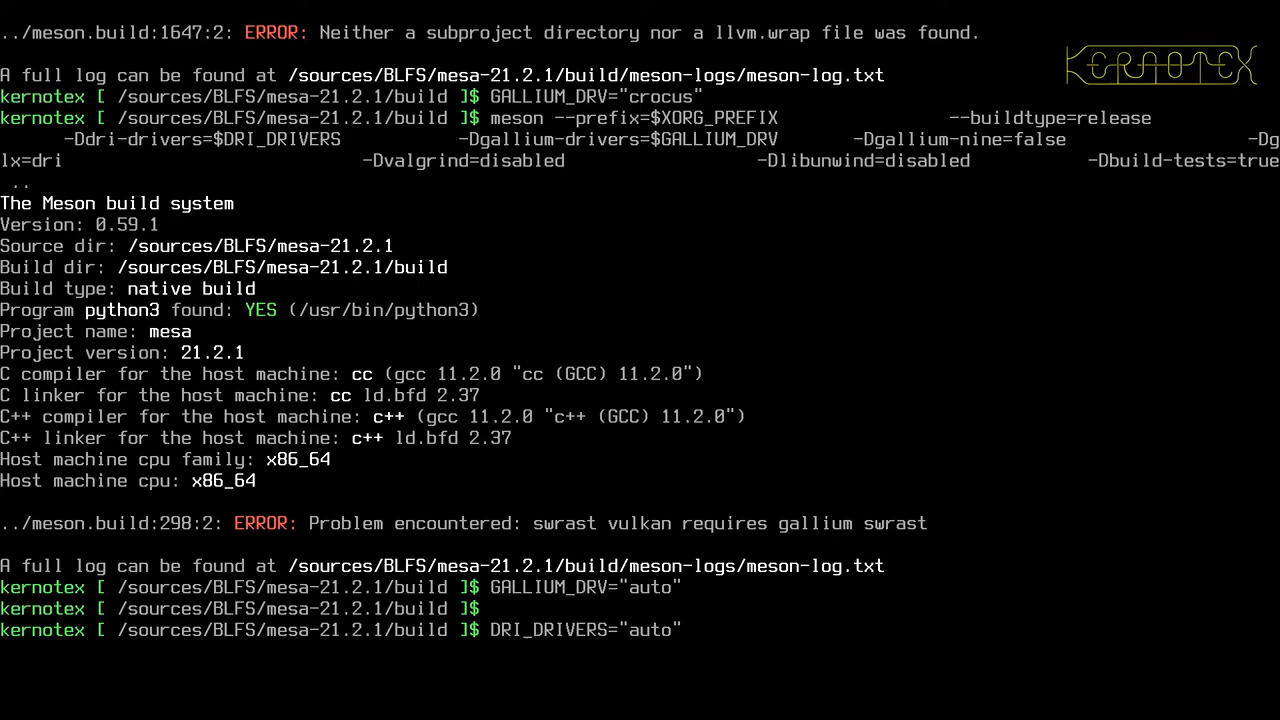 ../meson.build:1647:2: ERROR: Neither a subproject directory nor a llvm.wrap file was found.
KERNOTEX
A full log can be found at /sources/BLFS/mesa-21.2.1/build/meson-logs/meson-log.txt
kernotex [ /sources/BLFS/mesa-21.2.1/build ]$ GALLIUM_DRV="crocus"
kernotex [ /sources/BLFS/mesa-21.2.1/build ]$ meson --prefix=$XORG_PREFIX --buildtype=release
-Ddri-drivers=$DRI_DRIVERS -Dgallium-drivers=$GALLIUM_DRV -Dgallium-nine=false -Dg
lx=dri -Dvalgrind=disabled -Dlibunwind=disabled -Dbuild-tests=true
..
The Meson build system
Version: 0.59.1
Source dir: /sources/BLFS/mesa-21.2.1
Build dir: /sources/BLFS/mesa-21.2.1/build
Build type: native build
Program python3 found: YES (/usr/bin/python3)
Project name: mesa
Project version: 21.2.1
C compiler for the host machine: cc (gcc 11.2.0 "cc (GCC) 11.2.0")
C linker for the host machine: cc ld.bfd 2.37
C++ compiler for the host machine: c++ (gcc 11.2.0 "c++ (GCC) 11.2.0")
C++ linker for the host machine: c++ ld.bfd 2.37
Host machine cpu family: x86_64
Host machine cpu: x86_64
../meson.build:298:2: ERROR: Problem encountered: swrast vulkan requires gallium swrast
A full log can be found at /sources/BLFS/mesa-21.2.1/build/meson-logs/meson-log.txt
kernotex [ /sources/BLFS/mesa-21.2.1/build ]$ GALLIUM_DRV="auto"
kernotex [ /sources/BLFS/mesa-21.2.1/build ]$
kernotex [ /sources/BLFS/mesa-21.2.1/build ]$ DRI_DRIVERS="auto"